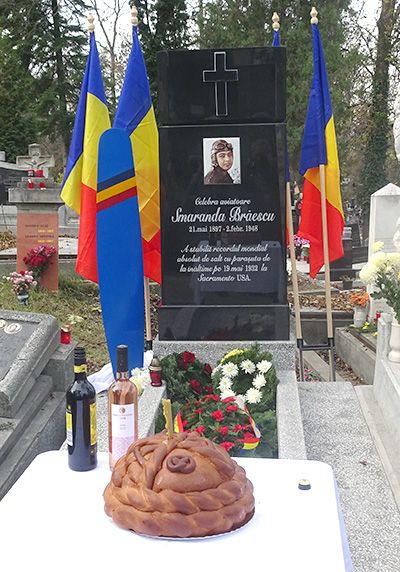 Celebra aviatoare
Smaranda Brăescu
21. mai 1897 - 2. febr. 1948
A stabilit recordul mondial
absolut de salt cu parașuta de
la înălțime pe 19 mai 1932 la
Sacramento USA.